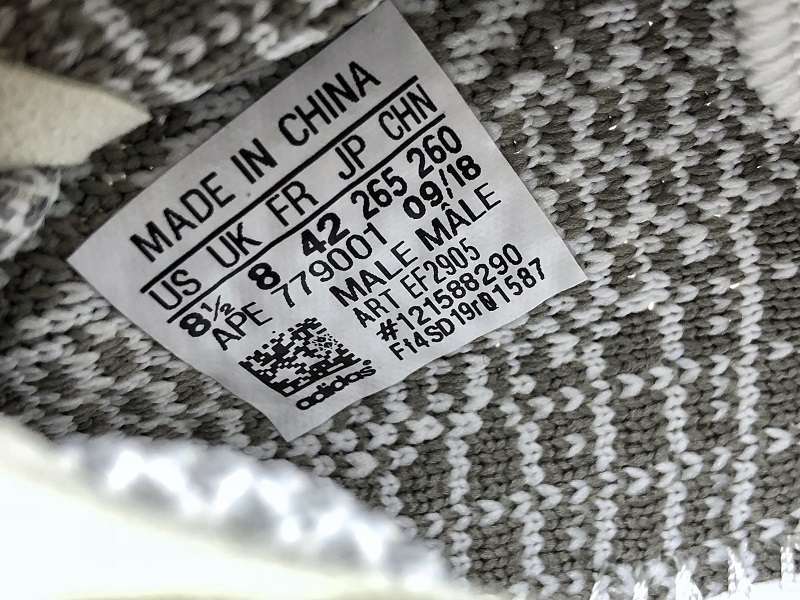 MADE IN CHINA
US UK FR JP CHN
8½ 8 42 265 260
APE 779001 09/18
MALE MÂLE
ART EF2905
#121588290
F14SD19r01587
adidas